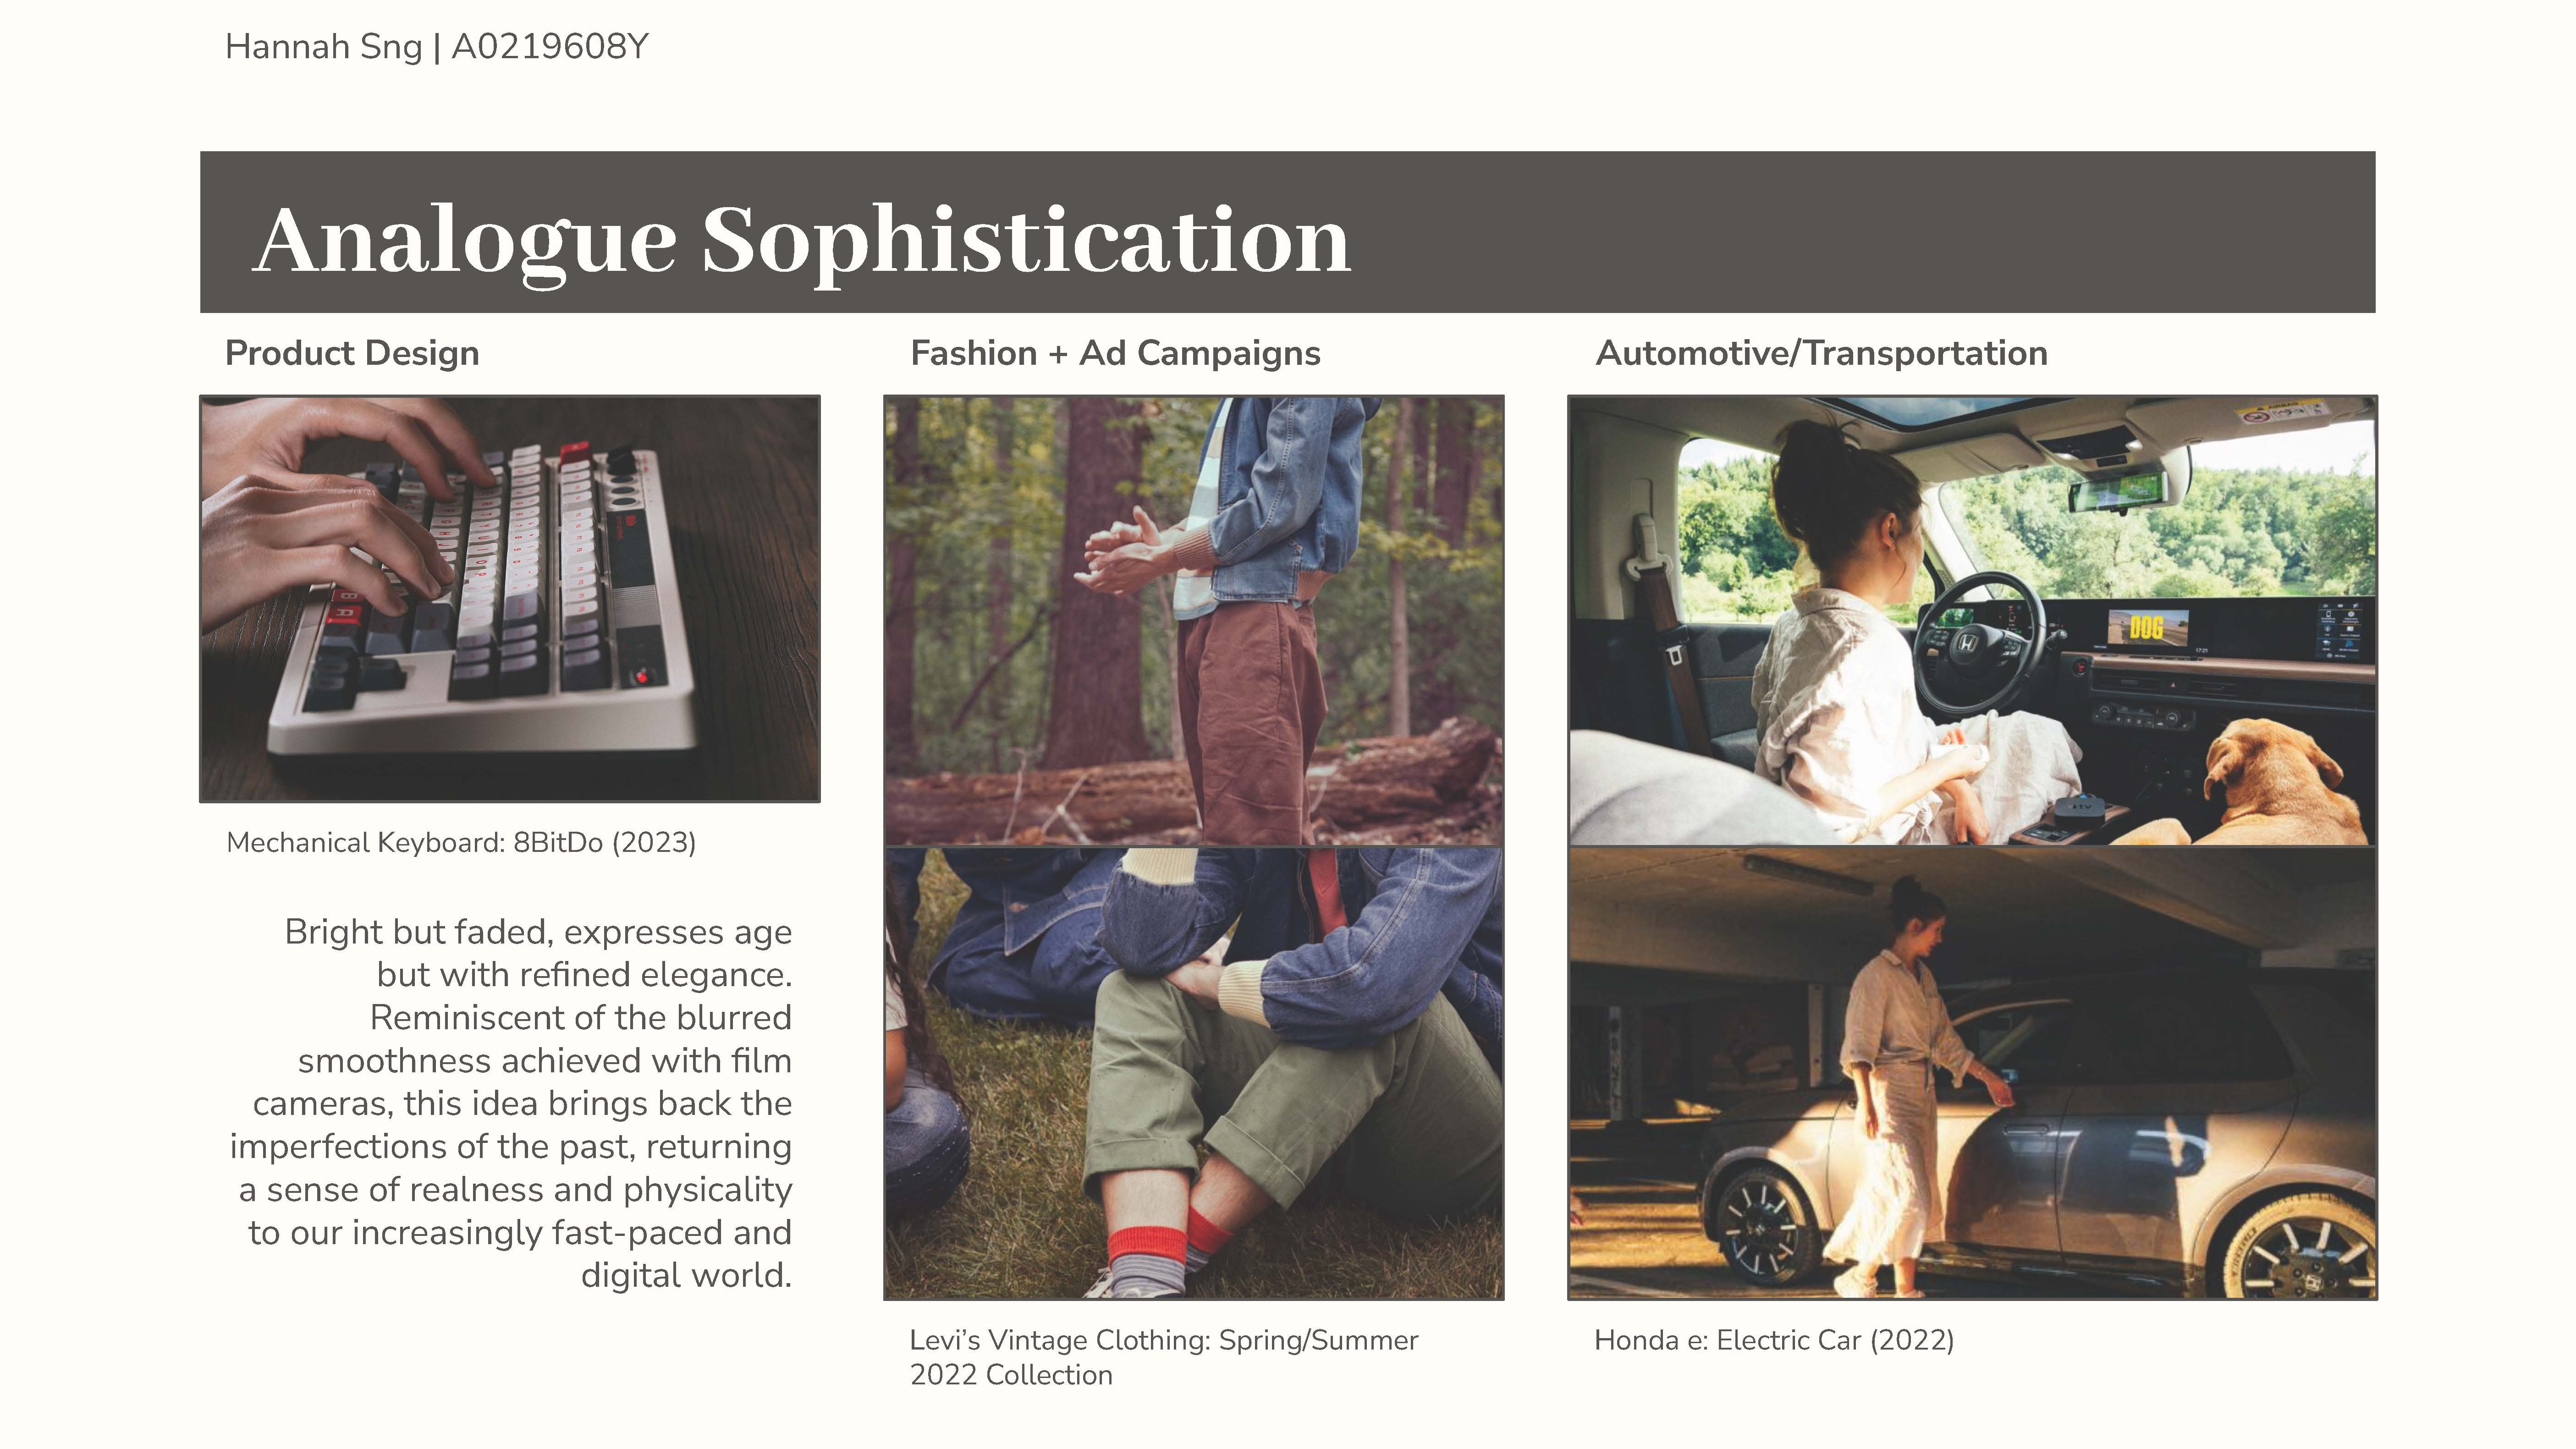 Hannah Sng | A0219608Y
Analogue Sophistication
Product Design
Fashion + Ad Campaigns
Automotive/Transportation
DOG
17:21
Mechanical Keyboard: 8BitDo (2023)
Bright but faded, expresses age
but with refined elegance.
Reminiscent of the blurred
smoothness achieved with film
cameras, this idea brings back the
imperfections of the past, returning
a sense of realness and physicality
to our increasingly fast-paced and
digital world.
Levi’s Vintage Clothing: Spring/Summer
2022 Collection
Honda e: Electric Car (2022)